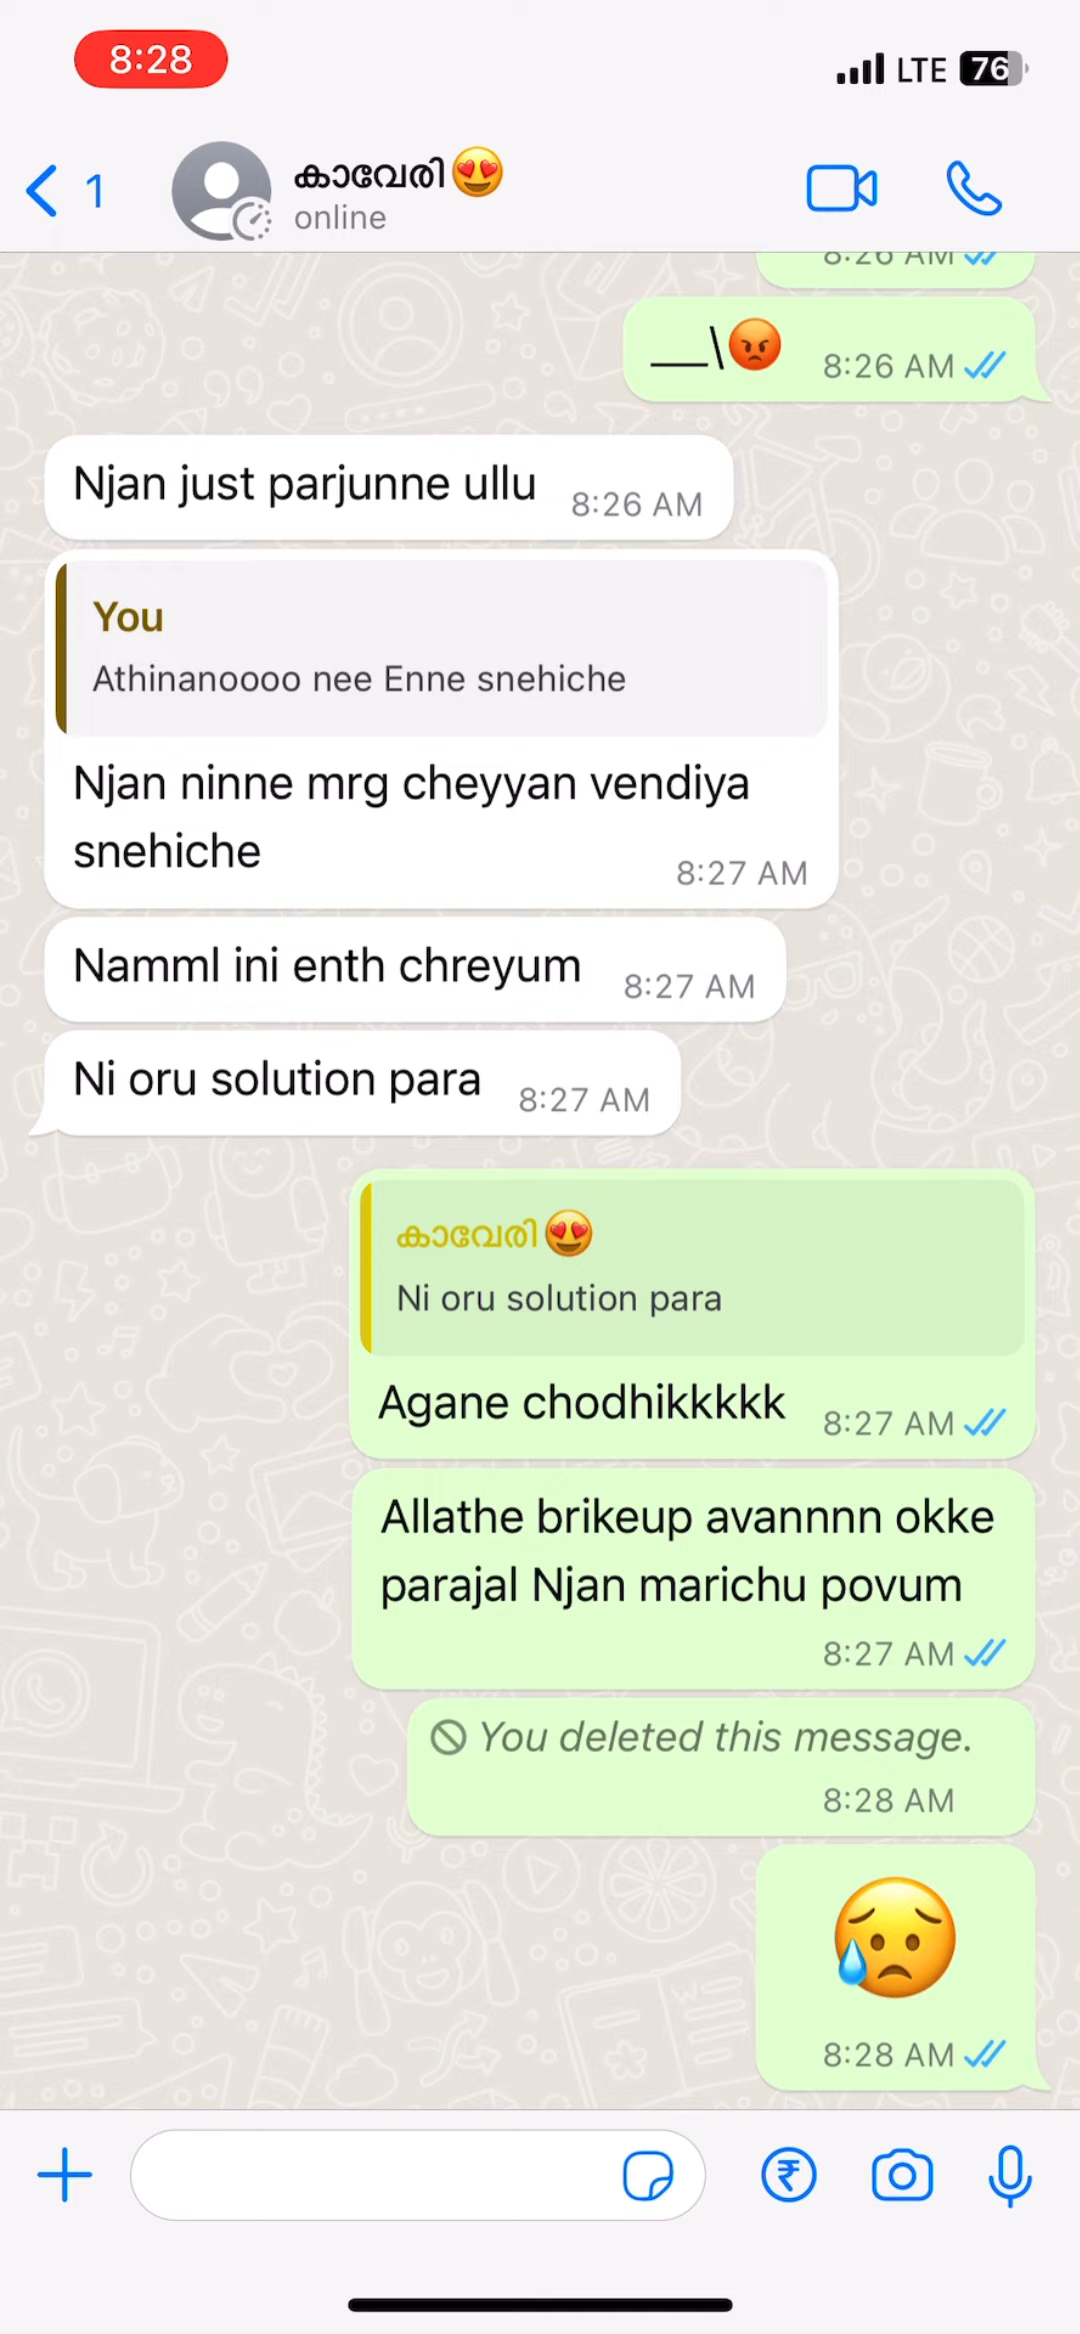 8:28
LTE 76
1
കാവേരി😍
online
8:26 AM
__\😡 8:26 AM
Njan just parjunne ullu 8:26 AM
You
Athinanoooo nee Enne snehiche
Njan ninne mrg cheyyan vendiya
snehiche 8:27 AM
Namml ini enth chreyum 8:27 AM
Ni oru solution para 8:27 AM
കാവേരി😍
Ni oru solution para
Agane chodhikkkkk 8:27 AM
Allathe brikeup avannnn okke
parajal Njan marichu povum
8:27 AM
You deleted this message.
8:28 AM
😥
8:28 AM
₹